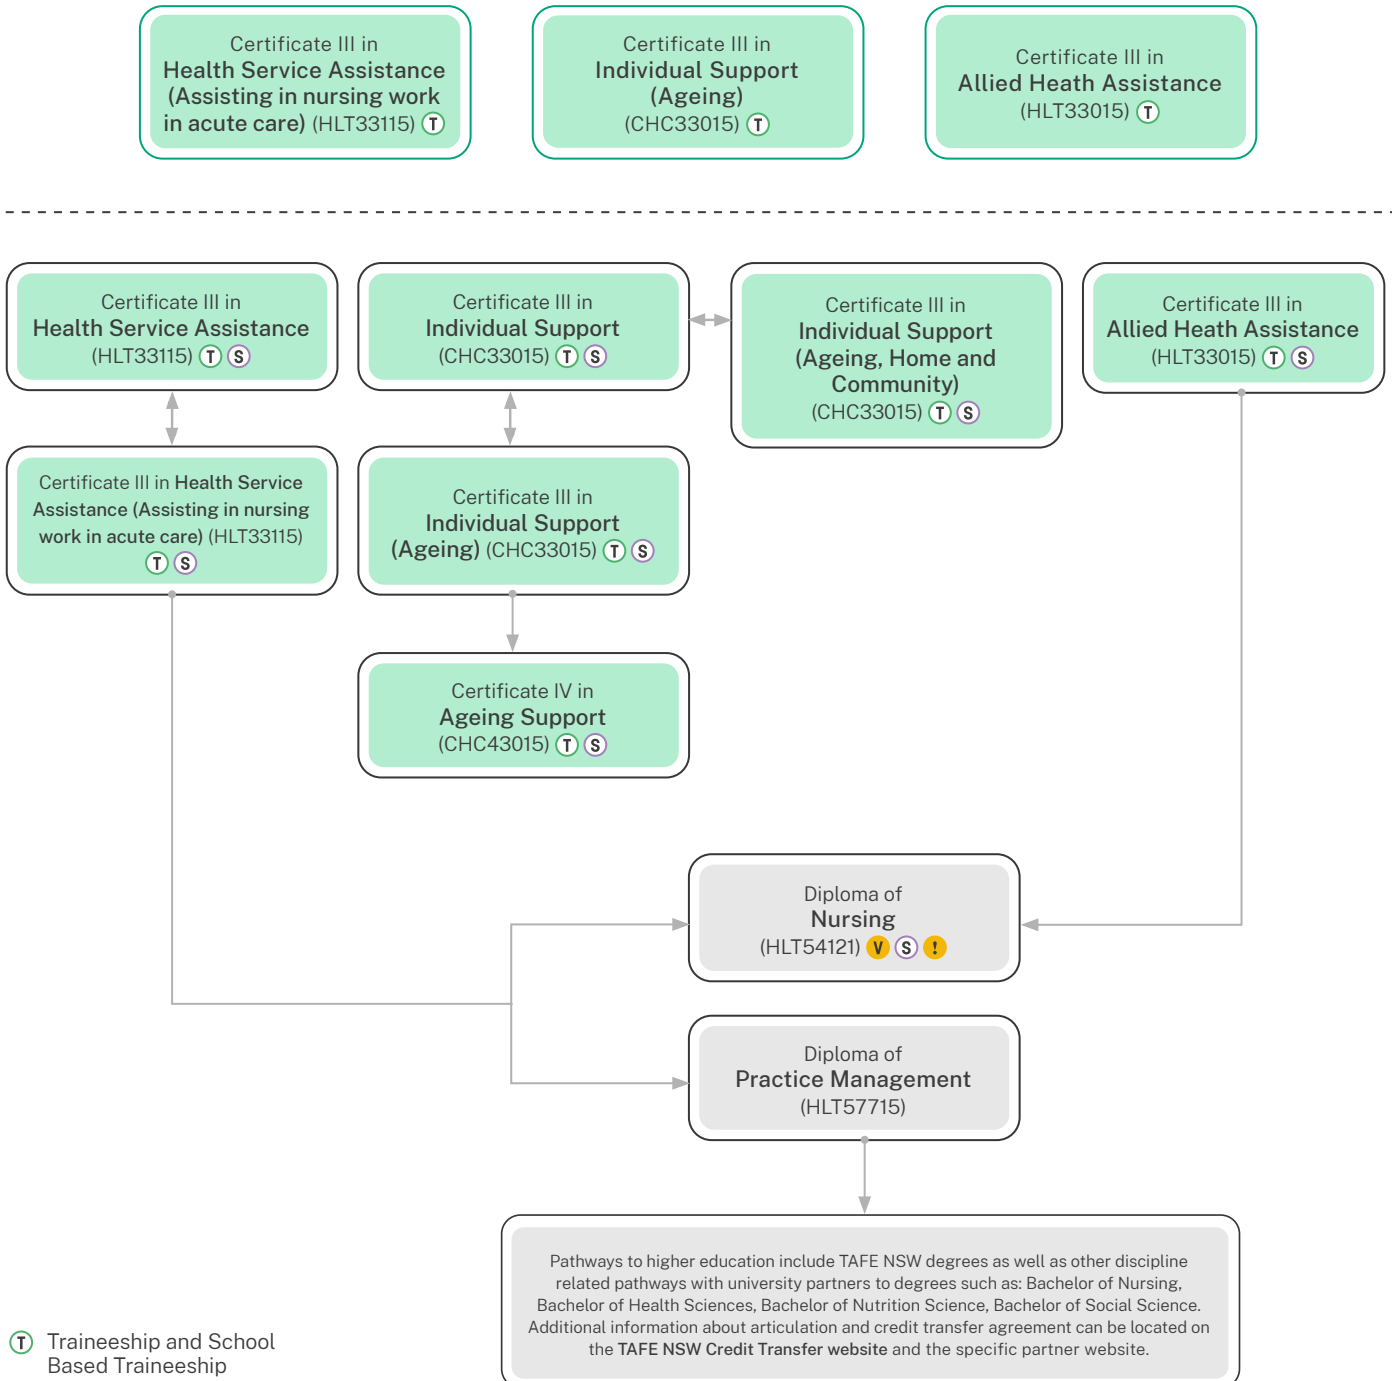 Certificate III in
Health Service Assistance
(Assisting in nursing work
in acute care) (HLT33115) T
Certificate III in
Individual Support
(Ageing)
(CHC33015) T
Certificate III in
Allied Heath Assistance
(HLT33015) T
Certificate III in
Health Service Assistance
(HLT33115) T S
Certificate III in
Individual Support
(CHC33015) T S
Certificate III in
Individual Support
(Ageing, Home and
Community)
(CHC33015) T S
Certificate III in
Allied Heath Assistance
(HLT33015) T S
Certificate III in Health Service
Assistance (Assisting in nursing
work in acute care) (HLT33115)
T S
Certificate III in
Individual Support
(Ageing) (CHC33015) T S
Certificate IV in
Ageing Support
(CHC43015) T S
Diploma of
Nursing
(HLT54121) V S !
Diploma of
Practice Management
(HLT57715)
Pathways to higher education include TAFE NSW degrees as well as other discipline
related pathways with university partners to degrees such as: Bachelor of Nursing,
Bachelor of Health Sciences, Bachelor of Nutrition Science, Bachelor of Social Science.
Additional information about articulation and credit transfer agreement can be located on
the TAFE NSW Credit Transfer website and the specific partner website.
T Traineeship and School
Based Traineeship